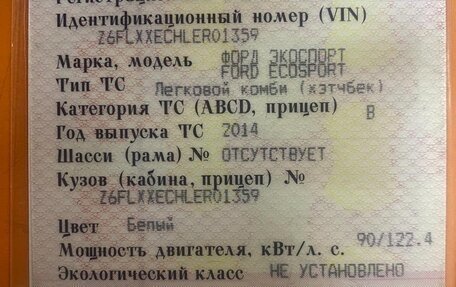 Идентификационный номер (VIN)
Z6FLXXECHLER01359
Марка, модель ФОРД ЭКОСПОРТ
FORD ECOSPORT
Тип ТС Легковой комби (хэтчбек)
Категория ТС (ABCD, прицеп) B
Год выпуска ТС 2014
Шасси (рама) № ОТСУТСТВУЕТ
Кузов (кабина, прицеп) №
Z6FLXXECHLER01359
Цвет Белый
Мощность двигателя, кВт/л. с. 90/122.4
Экологический класс НЕ УСТАНОВЛЕНО